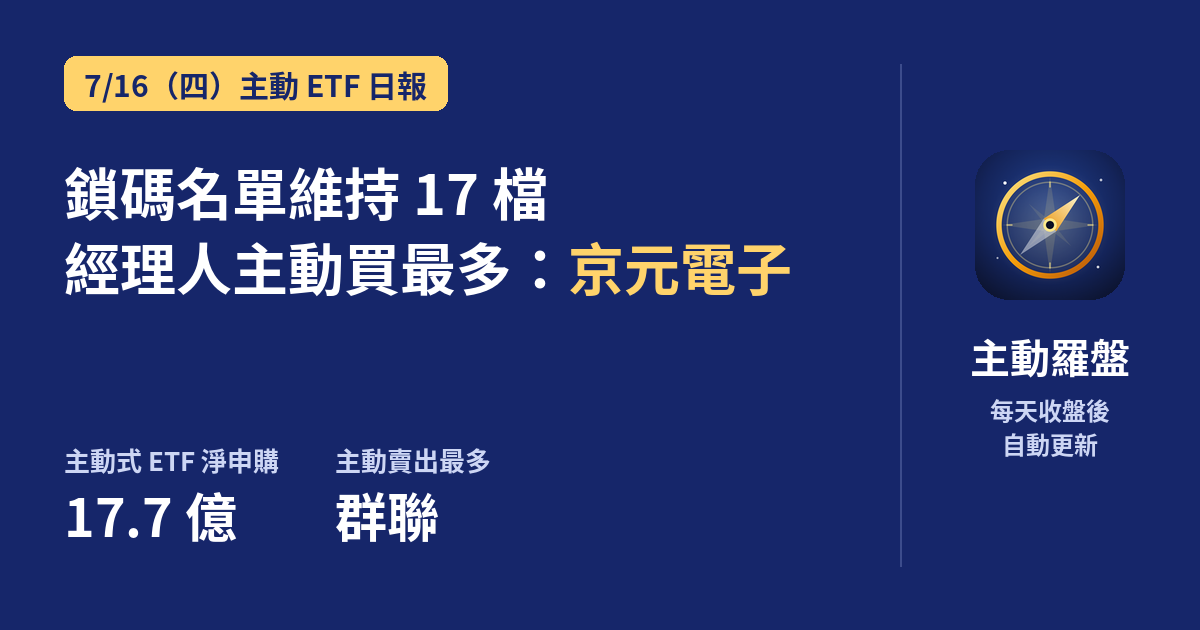 7/16（四）主動 ETF 日報
鎖碼名單維持 17 檔
經理人主動買最多：京元電子
主動式 ETF 淨申購
17.7 億
主動賣出最多
群聯
主動羅盤
每天收盤後
自動更新